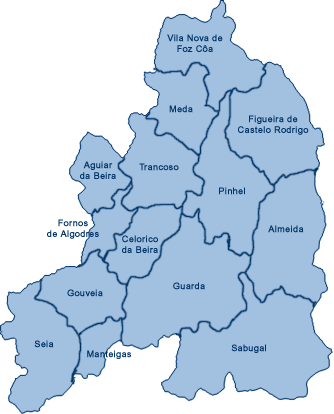 Vila Nova de
Foz Côa
Meda
Figueira de
Castelo Rodrigo
Aguiar
da Beira
Trancoso
Pinhel
Fornos
de Algodres
Almeida
Celorico
da Beira
Gouveia
Guarda
Seia
Manteigas
Sabugal